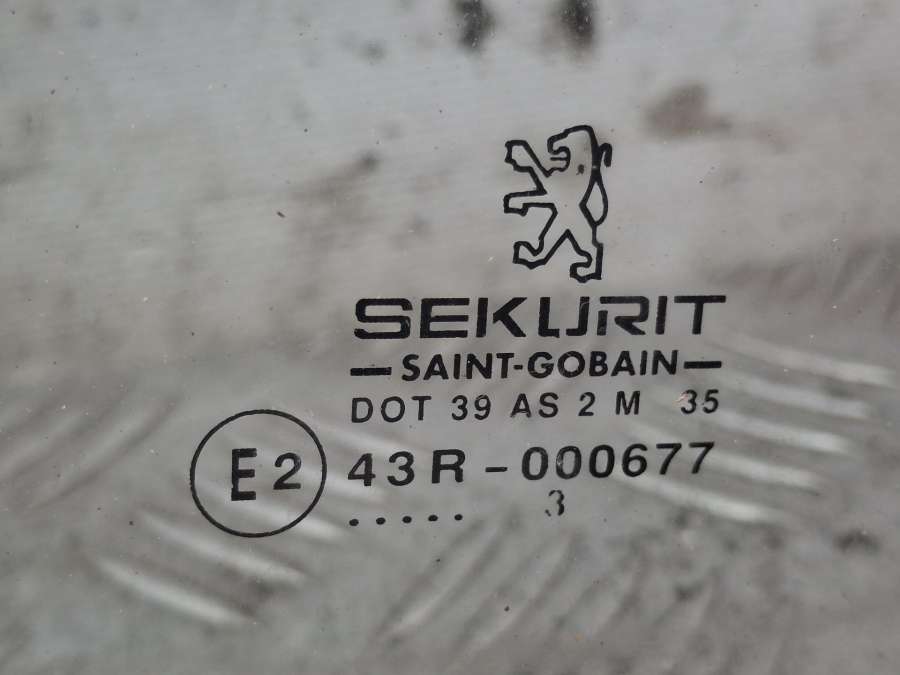 SEKURIT
—SAINT-GOBAIN—
DOT 39 AS 2 M 35
E2 43R-000677
..... 3